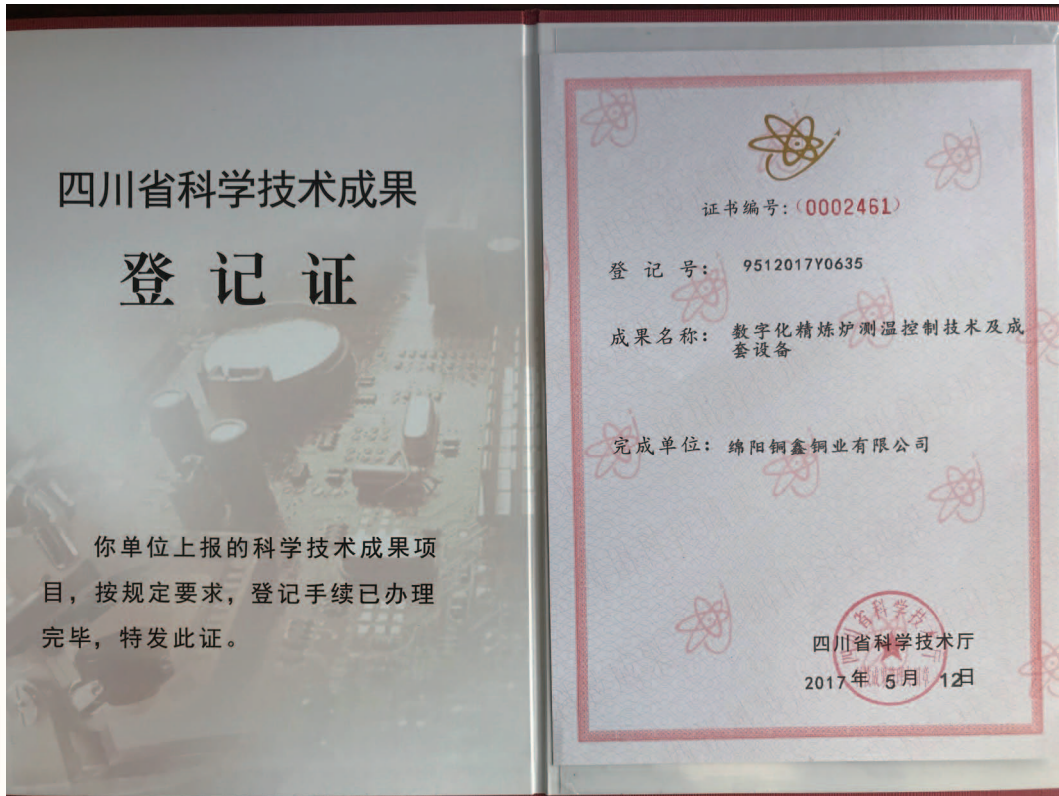 四川省科学技术成果
登记证
你单位上报的科学技术成果项
目，按规定要求，登记手续已办理
完毕，特发此证。
证书编号:（0002461）
登记号： 9512017Y0635
成果名称： 数字化精炼炉测温控制技术及成
套设备
完成单位： 绵阳铜鑫铜业有限公司
四川省科学技术厅
2017年5月12日